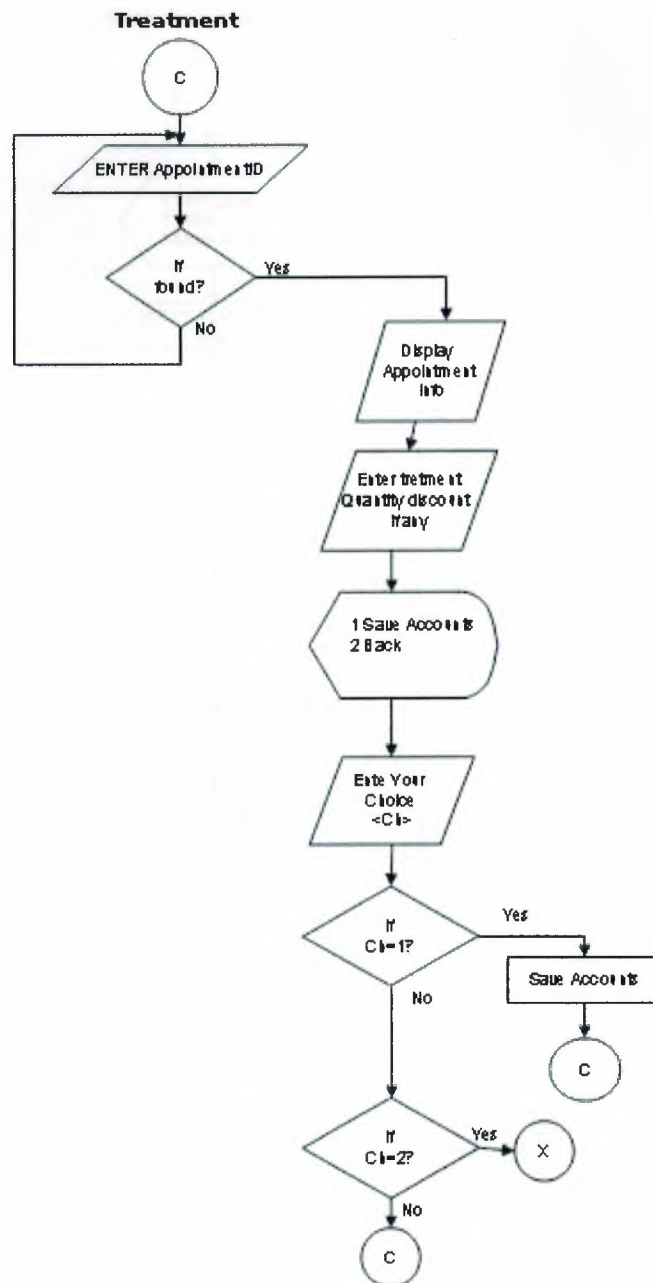 Treatment
C
ENTER AppointmentID
If
found?
Yes
No
Display
Appointment
Info
Enter tretment
Quantity discount
if any
1 Save Accounts
2 Back
Ente Your
Choice
<Ch>
If
Ch=1?
Yes
Save Accounts
No
C
If
Ch=2?
Yes
X
No
C